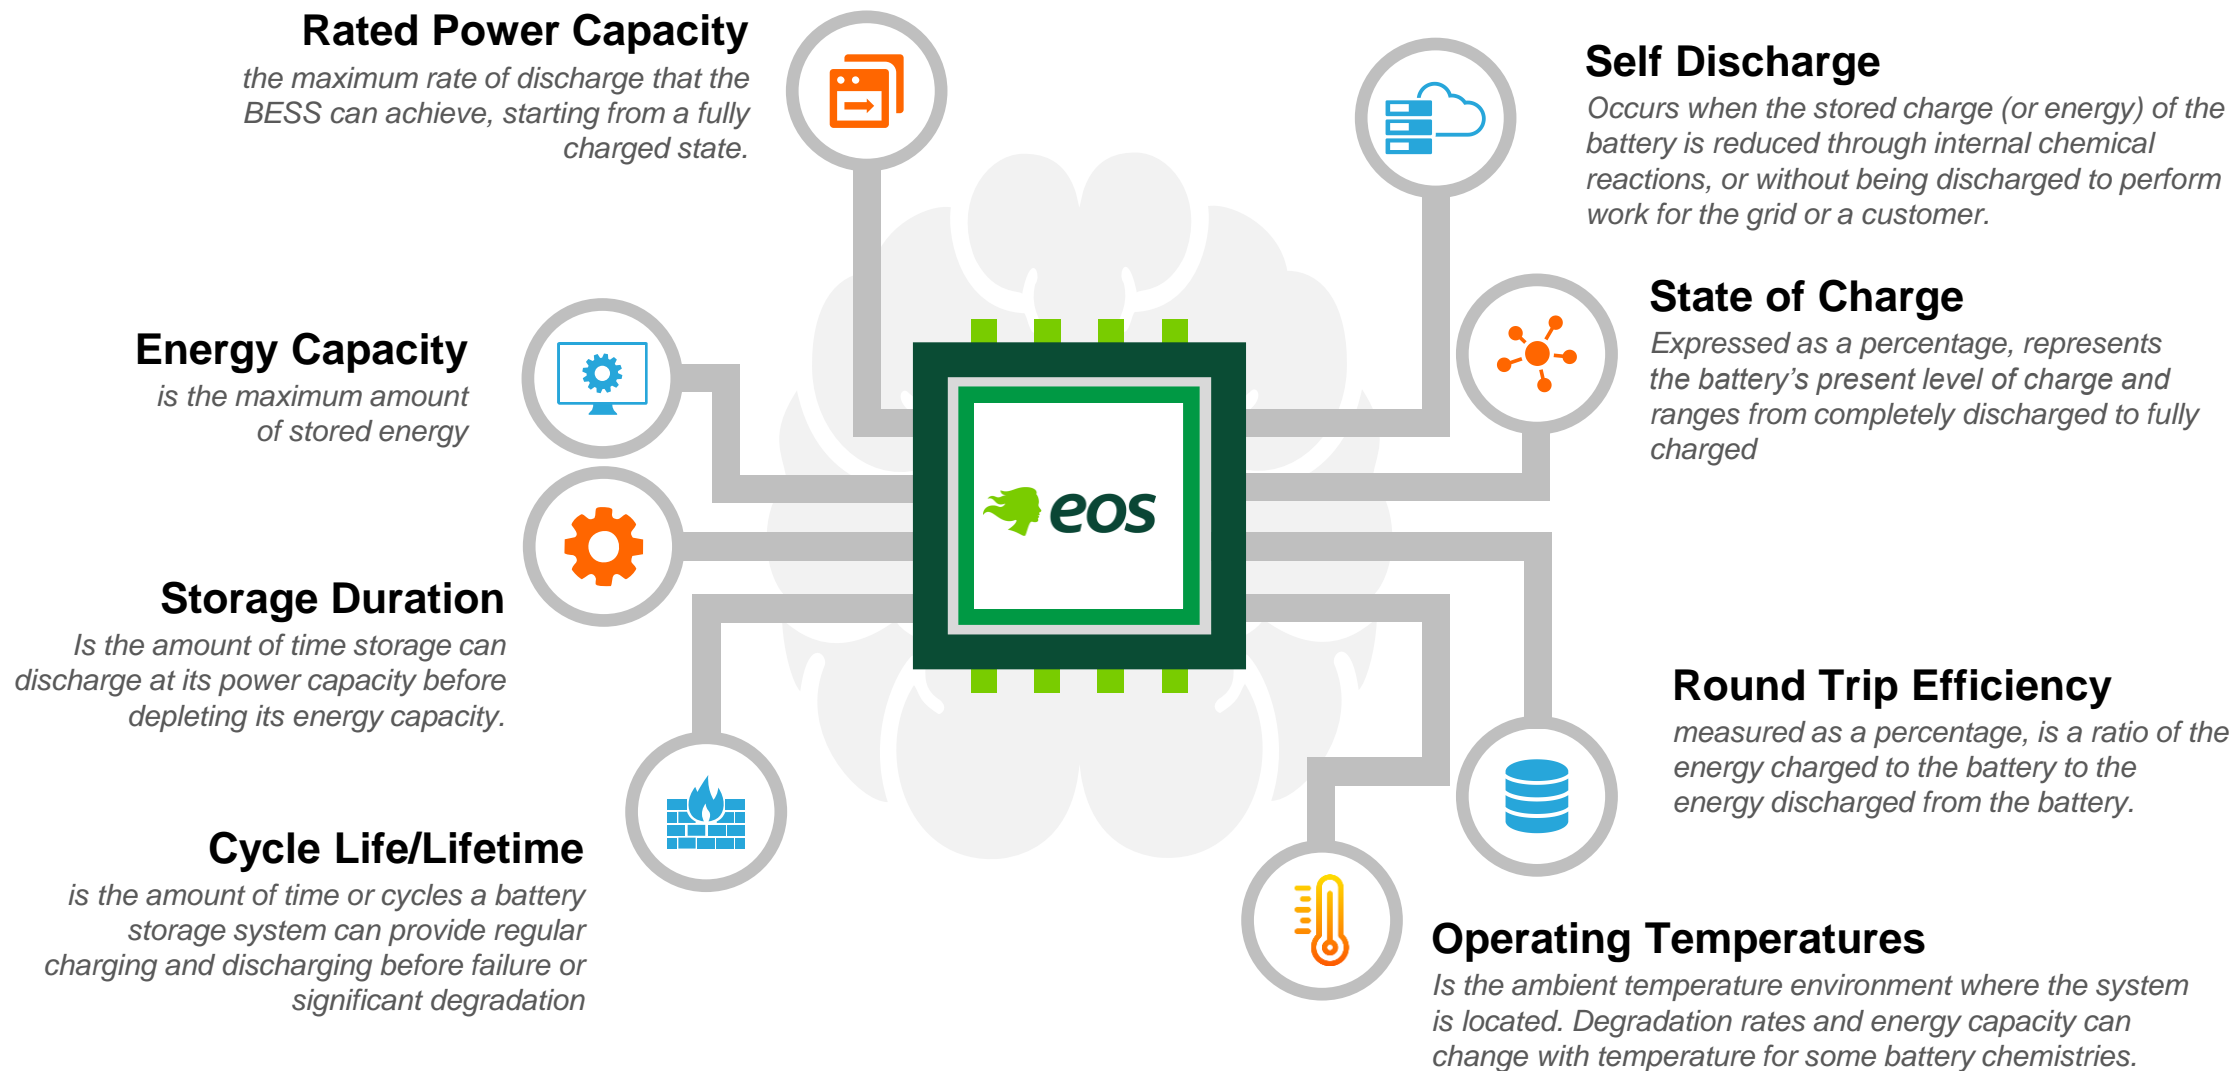 Rated Power Capacity
the maximum rate of discharge that the
BESS can achieve, starting from a fully
charged state.
Energy Capacity
is the maximum amount
of stored energy
Storage Duration
Is the amount of time storage can
discharge at its power capacity before
depleting its energy capacity.
Cycle Life/Lifetime
is the amount of time or cycles a battery
storage system can provide regular
charging and discharging before failure or
significant degradation
eos
Self Discharge
Occurs when the stored charge (or energy) of the
battery is reduced through internal chemical
reactions, or without being discharged to perform
work for the grid or a customer.
State of Charge
Expressed as a percentage, represents
the battery’s present level of charge and
ranges from completely discharged to fully
charged
Round Trip Efficiency
measured as a percentage, is a ratio of the
energy charged to the battery to the
energy discharged from the battery.
Operating Temperatures
Is the ambient temperature environment where the system
is located. Degradation rates and energy capacity can
change with temperature for some battery chemistries.